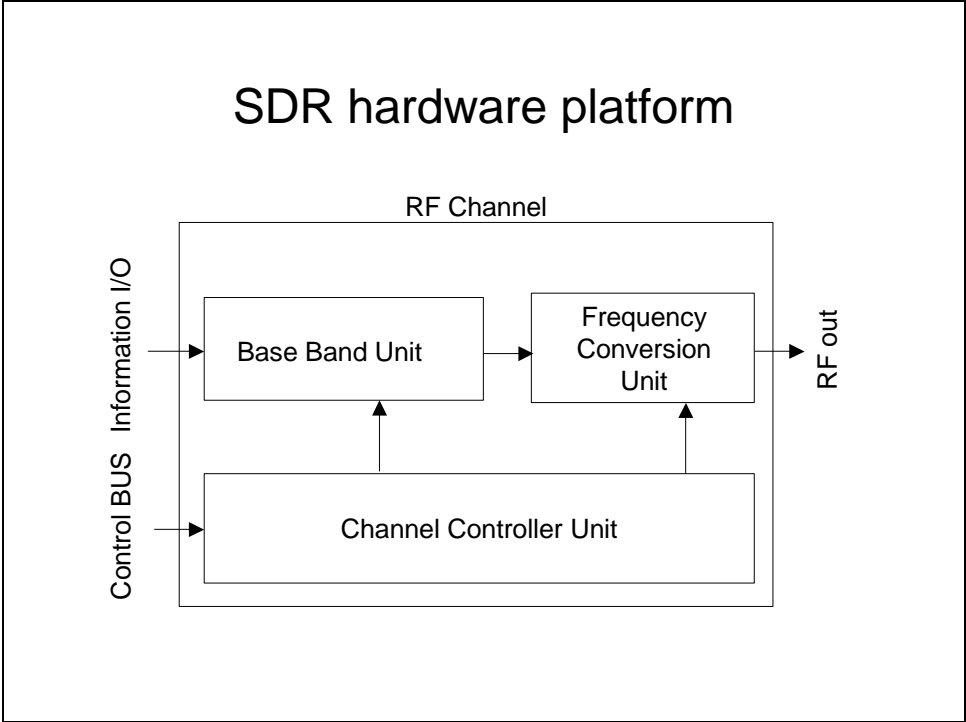 SDR hardware platform
RF Channel
Information I/O
Base Band Unit
Frequency
Conversion
Unit
RF out
Control BUS
Channel Controller Unit